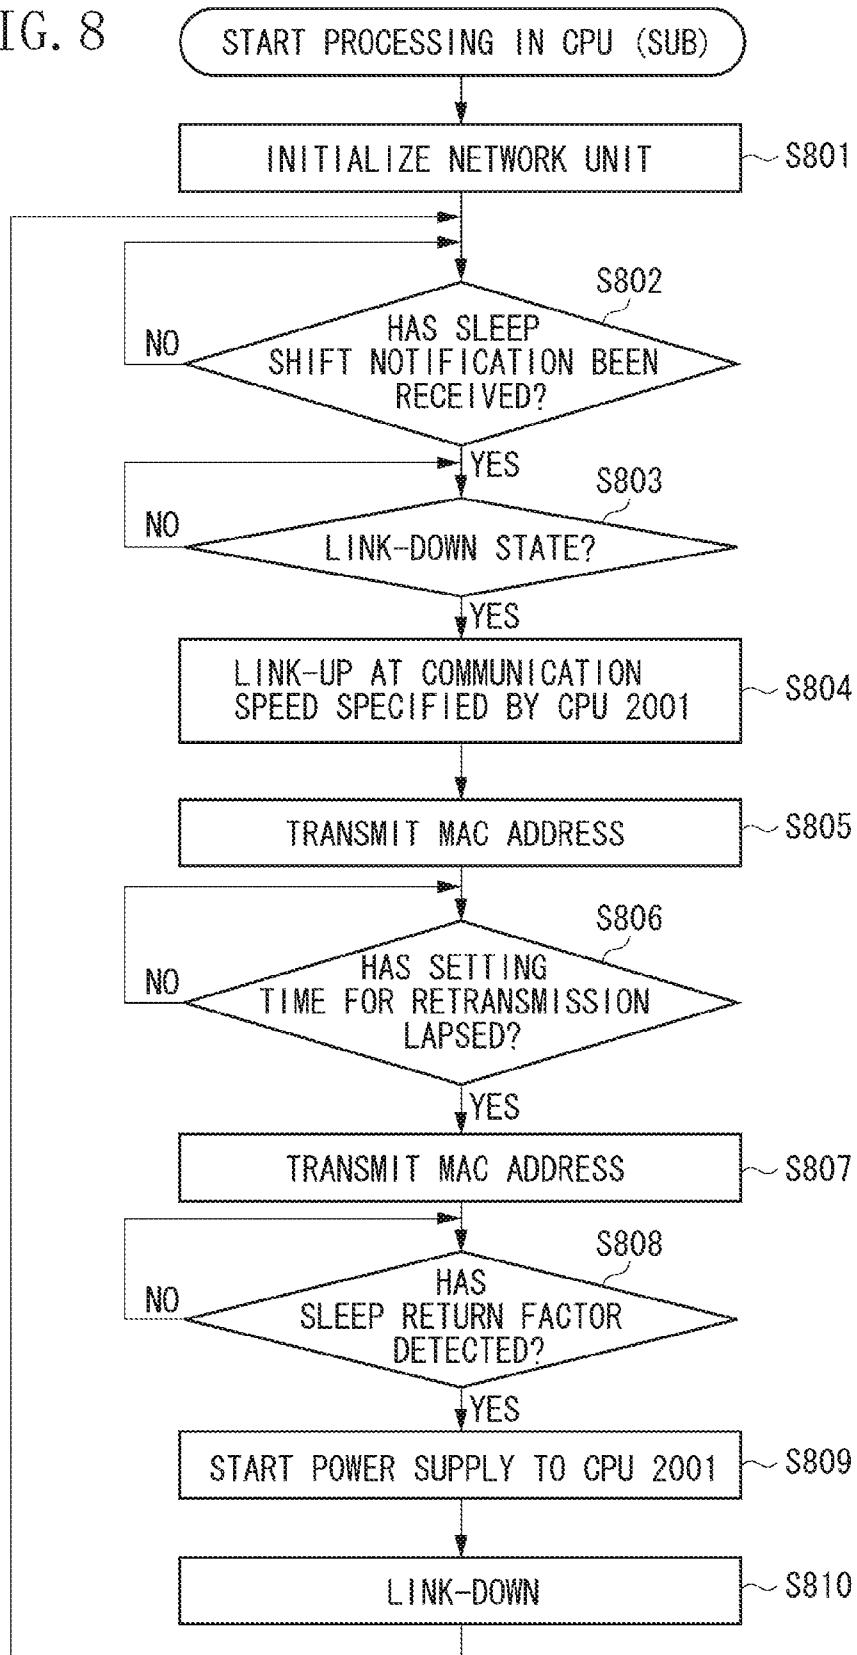 IG. 8
START PROCESSING IN CPU (SUB)
INITIALIZE NETWORK UNIT
S801
S802
HAS SLEEP
SHIFT NOTIFICATION BEEN
RECEIVED?
NO
YES
S803
LINK-DOWN STATE?
NO
YES
LINK-UP AT COMMUNICATION
SPEED SPECIFIED BY CPU 2001
S804
TRANSMIT MAC ADDRESS
S805
S806
HAS SETTING
TIME FOR RETRANSMISSION
LAPSED?
NO
YES
TRANSMIT MAC ADDRESS
S807
S808
HAS
SLEEP RETURN FACTOR
DETECTED?
NO
YES
START POWER SUPPLY TO CPU 2001
S809
LINK-DOWN
S810